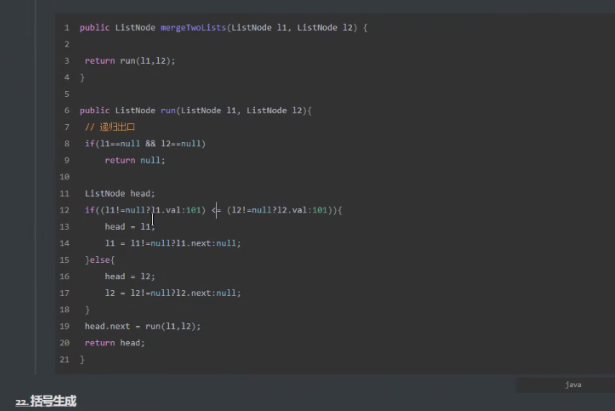 1 public ListNode mergeTwoLists(ListNode l1, ListNode l2) {
2
3 return run(l1,l2);
4 }
5
6 public ListNode run(ListNode l1, ListNode l2){
7 // 递归出口
8 if(l1==null && l2==null)
9 return null;
10
11 ListNode head;
12 if((l1!=null?l1.val:101) <= (l2!=null?l2.val:101)){
13 head = l1;
14 l1 = l1!=null?l1.next:null;
15 }else{
16 head = l2;
17 l2 = l2!=null?l2.next:null;
18 }
19 head.next = run(l1,l2);
20 return head;
21 }
java
22. 括号生成